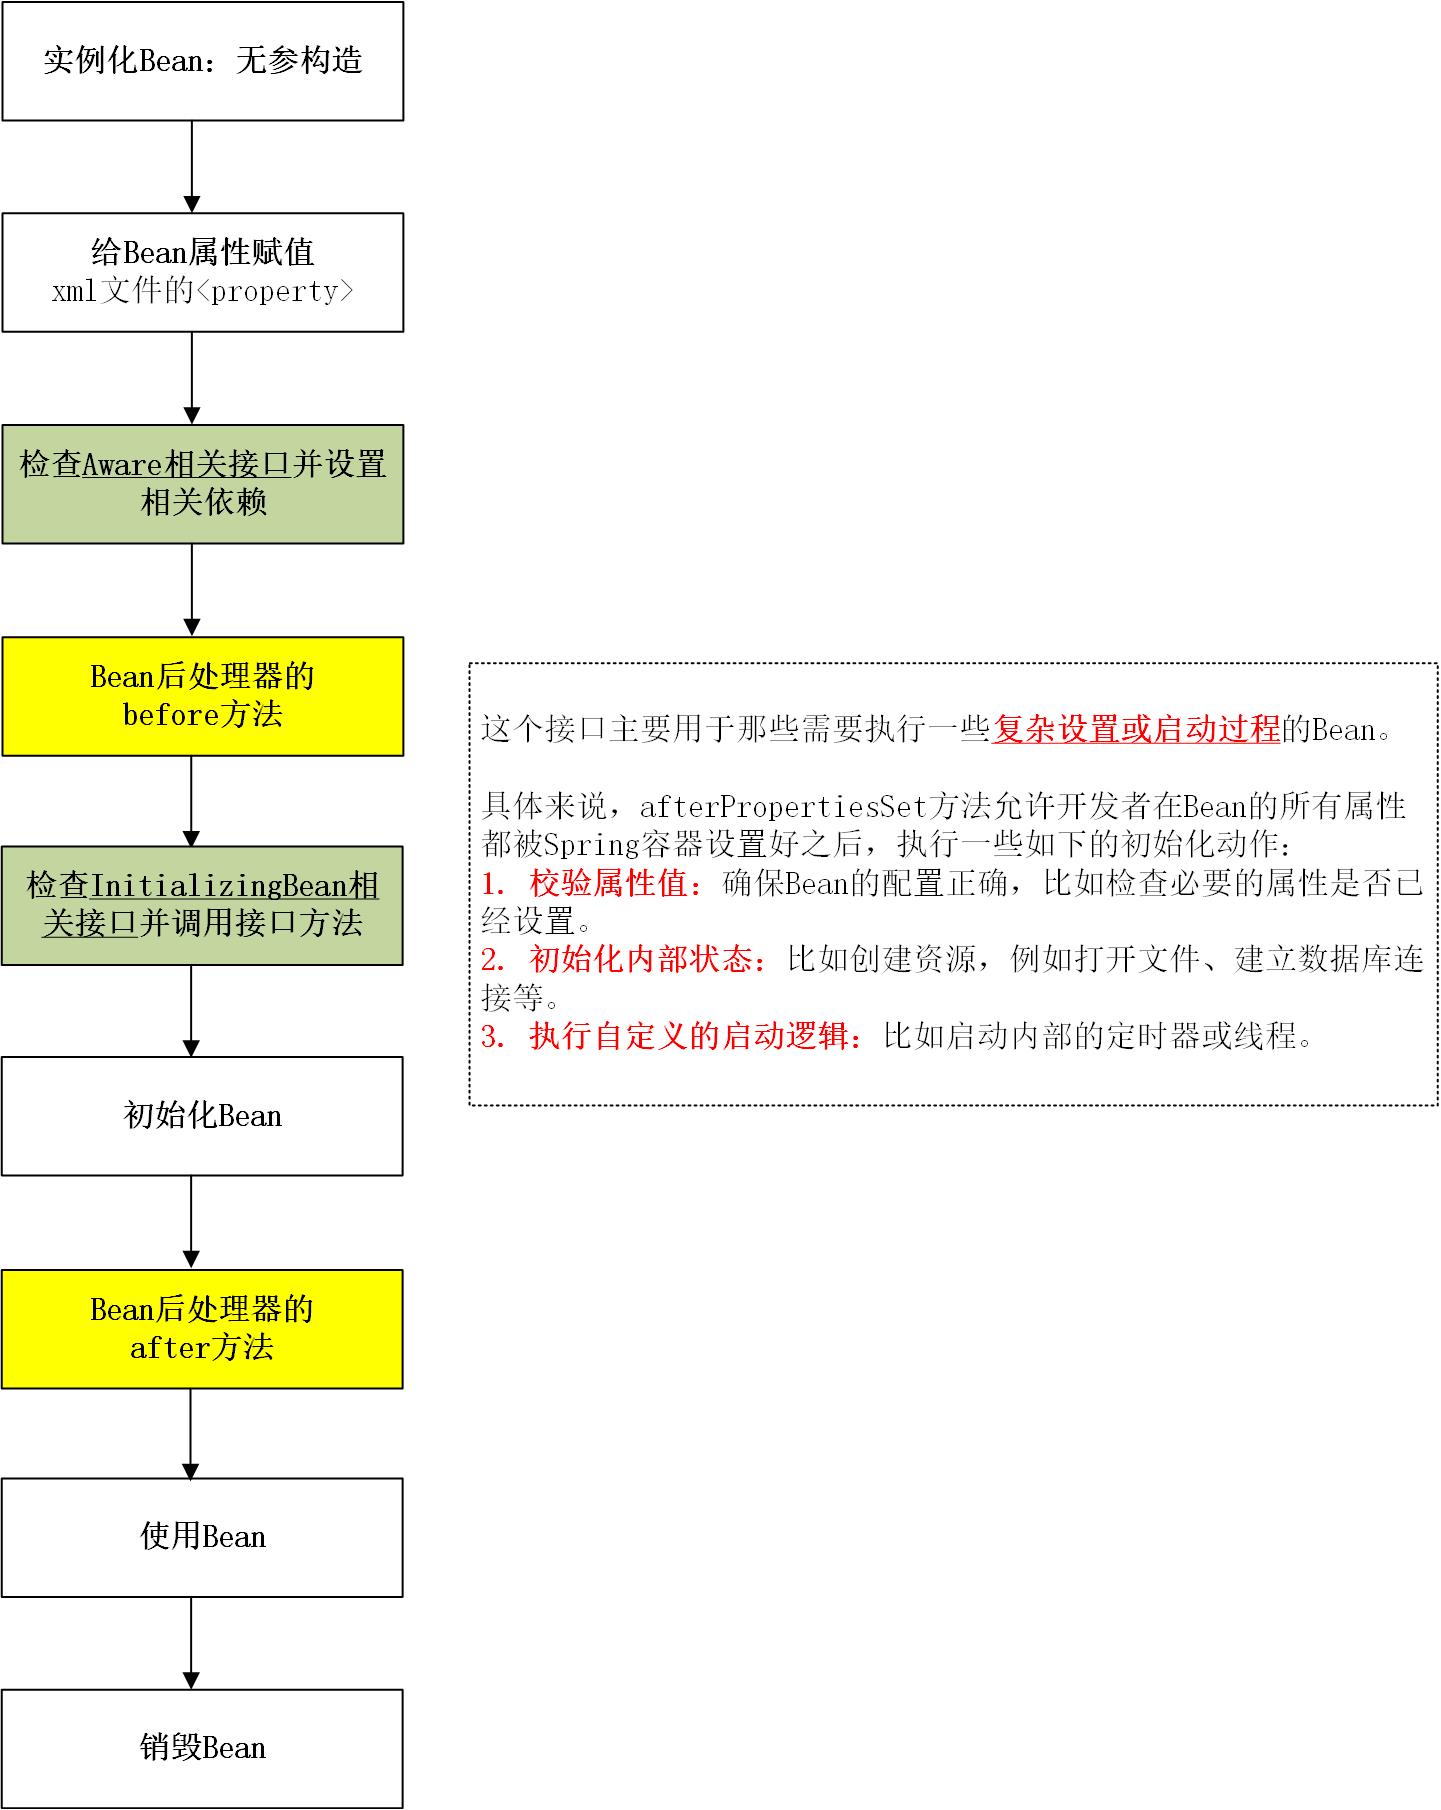 实例化Bean：无参构造
给Bean属性赋值
xml文件的<property>
检查Aware相关接口并设置
相关依赖
Bean后处理器的
before方法
检查InitializingBean相
关接口并调用接口方法
初始化Bean
Bean后处理器的
after方法
使用Bean
销毁Bean
这个接口主要用于那些需要执行一些复杂设置或启动过程的Bean。
具体来说，afterPropertiesSet方法允许开发者在Bean的所有属性
都被Spring容器设置好之后，执行一些如下的初始化动作：
1. 校验属性值：确保Bean的配置正确，比如检查必要的属性是否已
经设置。
2. 初始化内部状态：比如创建资源，例如打开文件、建立数据库连
接等。
3. 执行自定义的启动逻辑：比如启动内部的定时器或线程。